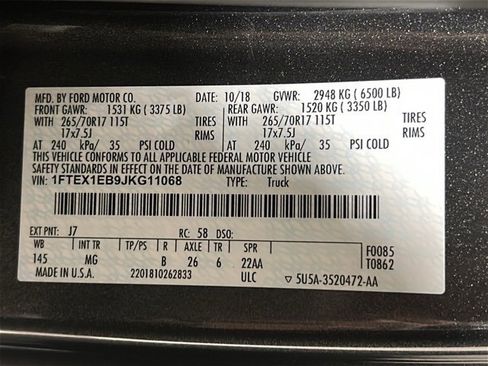 MFD. BY FORD MOTOR CO. DATE: 10/18 GVWR: 2948 KG ( 6500 LB)
FRONT GAWR: 1531 KG ( 3375 LB) REAR GAWR: 1520 KG ( 3350 LB)
WITH 265/70R17 115T TIRES WITH 265/70R17 115T TIRES
17x7.5J RIMS 17x7.5J RIMS
AT 240 kPa/ 35 PSI COLD AT 240 kPa/ 35 PSI COLD
THIS VEHICLE CONFORMS TO ALL APPLICABLE FEDERAL MOTOR VEHICLE
SAFETY STANDARDS IN EFFECT ON THE DATE OF MANUFACTURE SHOWN ABOVE.
VIN: 1FTEX1EB9JKG11068 TYPE: Truck
EXT PNT: J7 RC: 58 DSO:
WB INT TR TP/PS R AXLE TR SPR F0085
145 MG B 26 6 22AA T0862
MADE IN U.S.A. 2201810262833 ULC 5U5A-3520472-AA